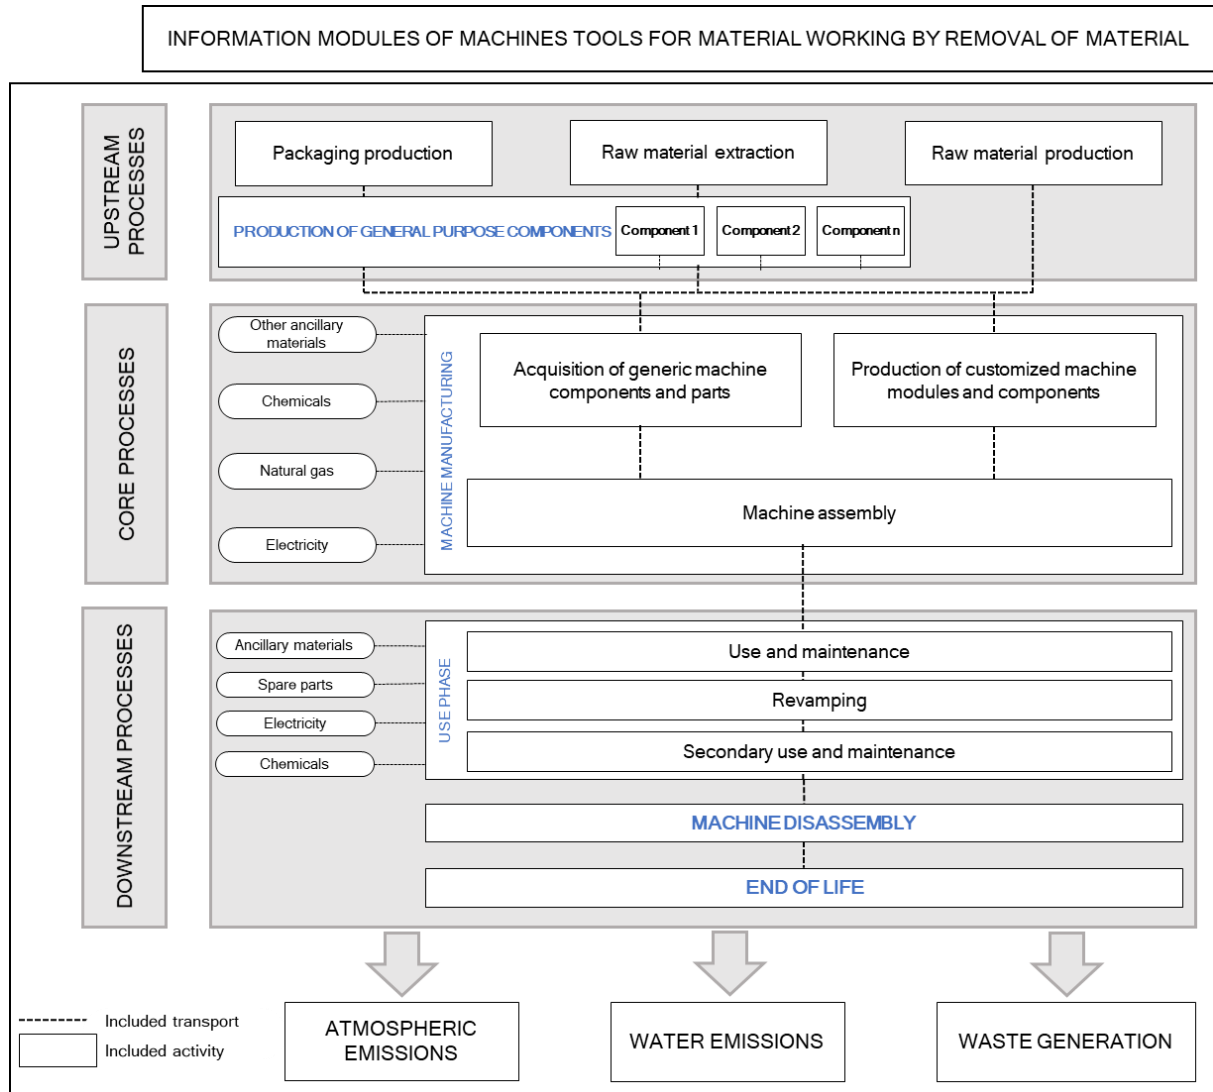 INFORMATION MODULES OF MACHINES TOOLS FOR MATERIAL WORKING BY REMOVAL OF MATERIAL
UPSTREAM
PROCESSES
Packaging production
Raw material extraction
Raw material production
PRODUCTION OF GENERAL PURPOSE COMPONENTS
Component 1
Component 2
Component n
CORE PROCESSES
Other ancillary
materials
Chemicals
Natural gas
Electricity
MACHINE MANUFACTURING
Acquisition of generic machine
components and parts
Production of customized machine
modules and components
Machine assembly
DOWNSTREAM PROCESSES
Ancillary materials
Spare parts
Electricity
Chemicals
USE PHASE
Use and maintenance
Revamping
Secondary use and maintenance
MACHINE DISASSEMBLY
END OF LIFE
Included transport
Included activity
ATMOSPHERIC
EMISSIONS
WATER EMISSIONS
WASTE GENERATION